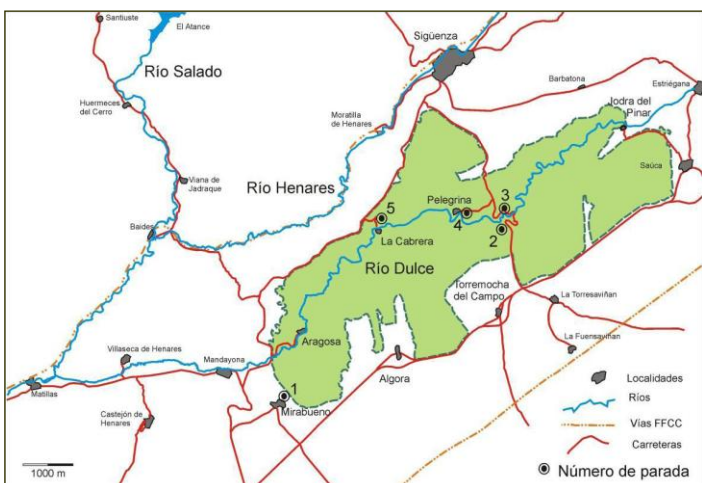 Santiuste
El Atance
Río Salado
Sigüenza
Barbatona
Estriégana
Huermeces
del Cerro
Moratilla
de Henares
Jodra del
Pinar
Saúca
Viana de
Jadraque
Río Henares
Pelegrina
3
5
4
2
Baides
La Cabrera
Río Dulce
Torremocha
del Campo
La Torresaviñan
Aragosa
La Fuensaviñan
Villaseca de Henares
Mandayona
Algora
Localidades
Matillas
1
Mirabueno
Ríos
Castejón de
Henares
Vías FFCC
Carreteras
1000 m
Número de parada